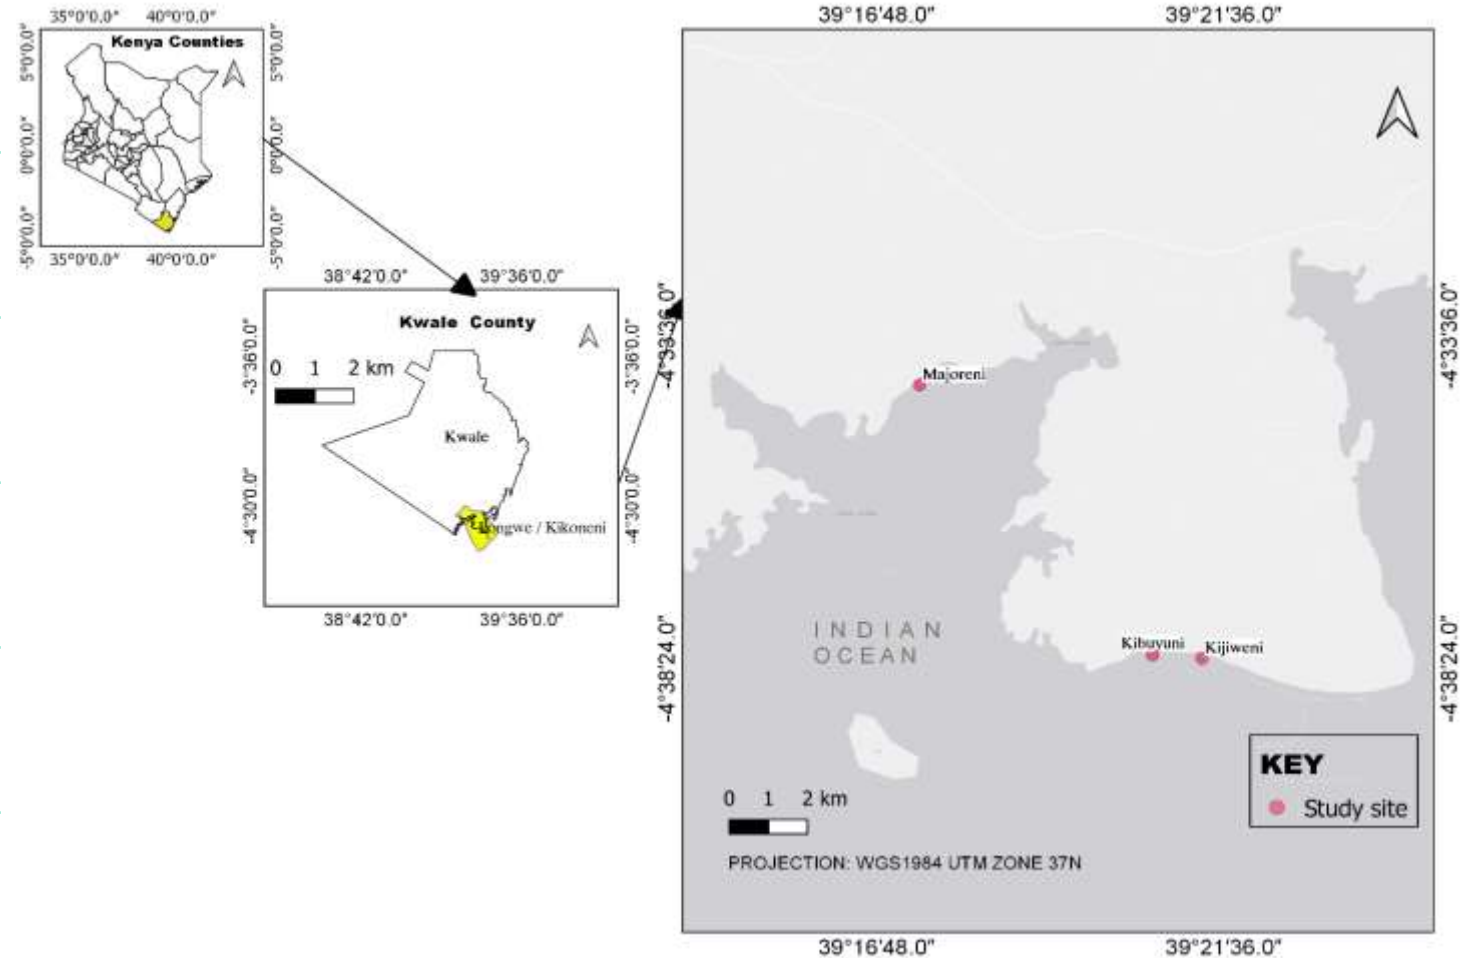 35°0'0.0" 40°0'0.0"
Kenya Counties
5°0'0.0"
5°0'0.0"
0°0'0.0"
0°0'0.0"
-5°0'0.0"
-5°0'0.0"
35°0'0.0" 40°0'0.0"
38°42'0.0" 39°36'0.0"
Kwale County
0 1 2 km
-3°36'0.0"
-3°36'0.0"
Kwale
-4°30'0.0"
-4°30'0.0"
ongwe / Kikoneni
38°42'0.0" 39°36'0.0"
39°16'48.0" 39°21'36.0"
-4°33'36.0"
-4°33'36.0"
Majoreni
INDIAN
OCEAN
Kibuyuni
Kijiweni
-4°38'24.0"
-4°38'24.0"
KEY
Study site
0 1 2 km
PROJECTION: WGS1984 UTM ZONE 37N
39°16'48.0" 39°21'36.0"